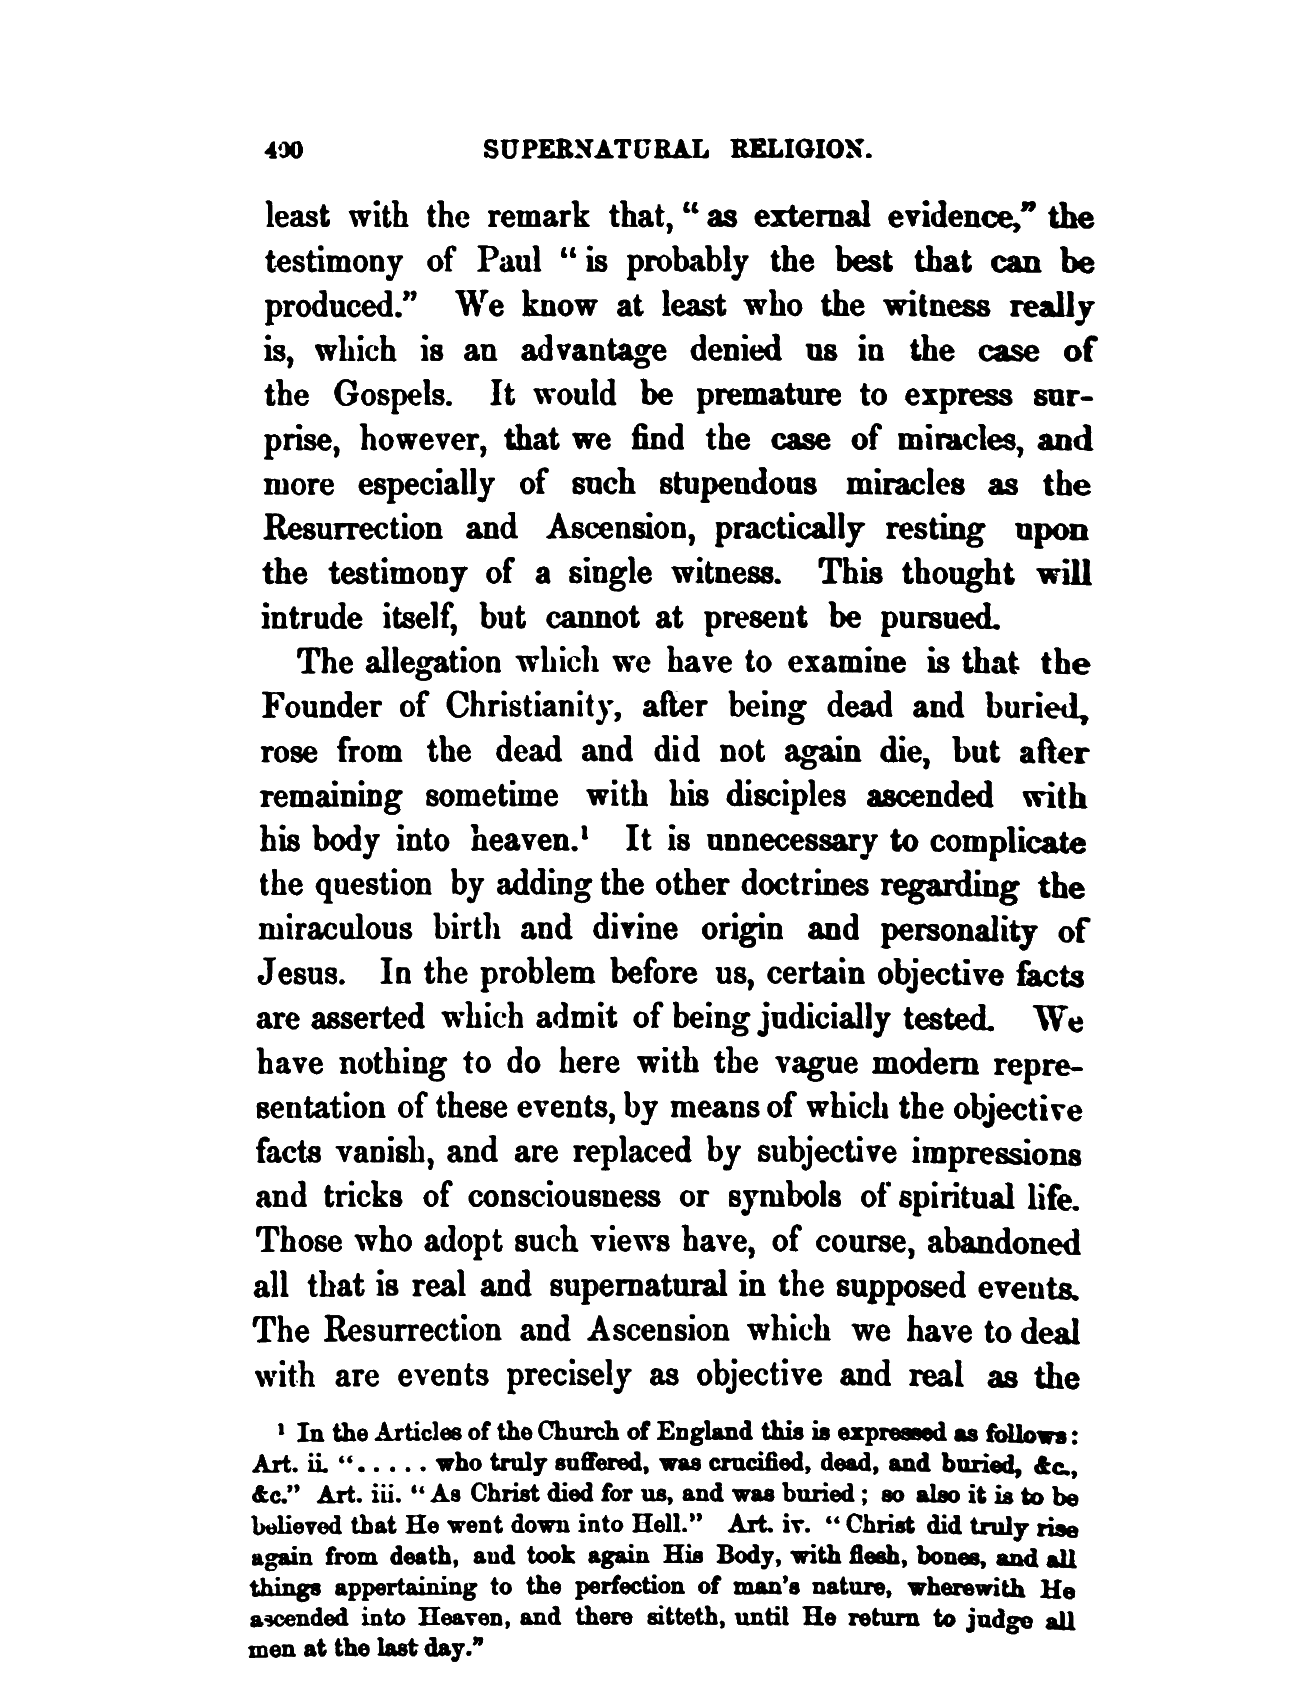 400 SUPERNATURAL RELIGION.
least with the remark that, “as external evidence,” the
testimony of Paul “is probably the best that can be
produced.” We know at least who the witness really
is, which is an advantage denied us in the case of
the Gospels. It would be premature to express sur-
prise, however, that we find the case of miracles, and
more especially of such stupendous miracles as the
Resurrection and Ascension, practically resting upon
the testimony of a single witness. This thought will
intrude itself, but cannot at present be pursued.
The allegation which we have to examine is that the
Founder of Christianity, after being dead and buried,
rose from the dead and did not again die, but after
remaining sometime with his disciples ascended with
his body into heaven.¹ It is unnecessary to complicate
the question by adding the other doctrines regarding the
miraculous birth and divine origin and personality of
Jesus. In the problem before us, certain objective facts
are asserted which admit of being judicially tested. We
have nothing to do here with the vague modern repre-
sentation of these events, by means of which the objective
facts vanish, and are replaced by subjective impressions
and tricks of consciousness or symbols of spiritual life.
Those who adopt such views have, of course, abandoned
all that is real and supernatural in the supposed events.
The Resurrection and Ascension which we have to deal
with are events precisely as objective and real as the
¹ In the Articles of the Church of England this is expressed as follows:
Art. ii. “..... who truly suffered, was crucified, dead, and buried, &c.,
&c.” Art. iii. “As Christ died for us, and was buried; so also it is to be
believed that He went down into Hell.” Art. iv. “Christ did truly rise
again from death, and took again His Body, with flesh, bones, and all
things appertaining to the perfection of man's nature, wherewith He
ascended into Heaven, and there sitteth, until He return to judge all
men at the last day.”